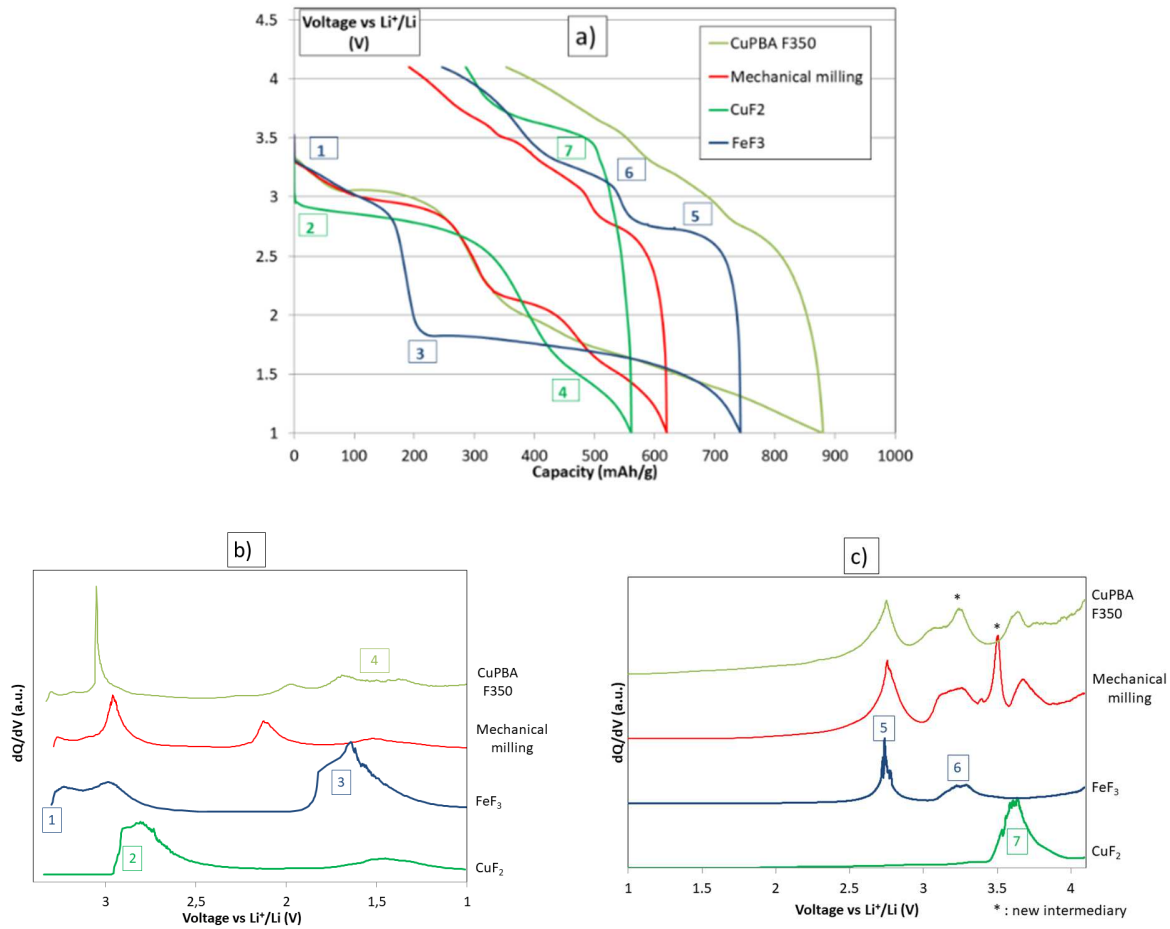 a)
Voltage vs Li⁺/Li
(V)
CuPBA F350
Mechanical milling
CuF2
FeF3
4.5
4
3.5
3
2.5
2
1.5
1
1
2
3
4
5
6
7
0 100 200 300 400 500 600 700 800 900 1000
Capacity (mAh/g)
b)
dQ/dV (a.u.)
CuPBA
F350
Mechanical
milling
FeF₃
CuF₂
1
2
3
4
3 2,5 2 1,5 1
Voltage vs Li⁺/Li (V)
c)
dQ/dV (a.u.)
*
*
CuPBA
F350
Mechanical
milling
FeF₃
CuF₂
5
6
7
1 1.5 2 2.5 3 3.5 4
Voltage vs Li⁺/Li (V)
* : new intermediary